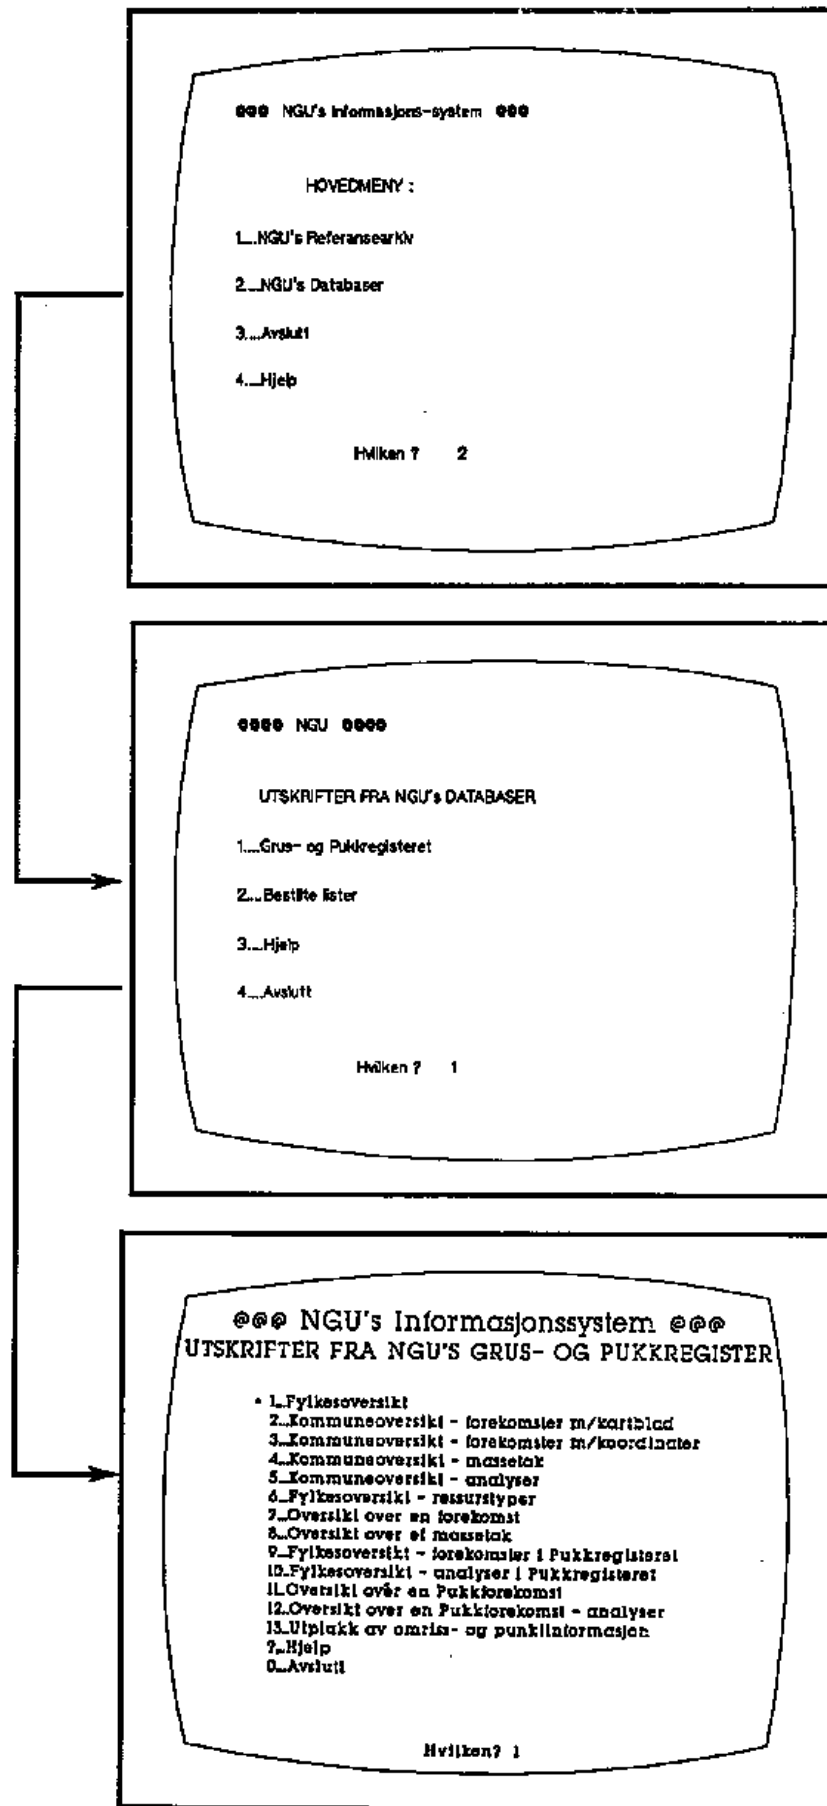 @@@ NGU's Informasjons-system @@@
HOVEDMENY :
1....NGU's Referansearkiv
2....NGU's Databaser
3....Avslutt
4....Hjelp
Hvilken ? 2
@@@@ NGU @@@@
UTSKRIFTER FRA NGU's DATABASER
1....Grus- og Pukkregisteret
2....Bestilte lister
3....Hjelp
4....Avslutt
Hvilken ? 1
@@@ NGU's Informasjonssystem @@@
UTSKRIFTER FRA NGU'S GRUS- OG PUKKREGISTER
• 1...Fylkesoversikt
2...Kommuneoversikt - forekomster m/kartblad
3...Kommuneoversikt - forekomster m/koordinater
4...Kommuneoversikt - massetak
5...Kommuneoversikt - analyser
6...Fylkesoversikt - ressurstyper
7...Oversikt over en forekomst
8...Oversikt over et massetak
9...Fylkesoversikt - forekomster i Pukkregisteret
10...Fylkesoversikt - analyser i Pukkregisteret
11...Oversikt over en Pukkforekomst
12...Oversikt over en Pukkforekomst - analyser
13...Utplukk av omriss- og punktinformasjon
?...Hjelp
0...Avslutt
Hvilken? 1